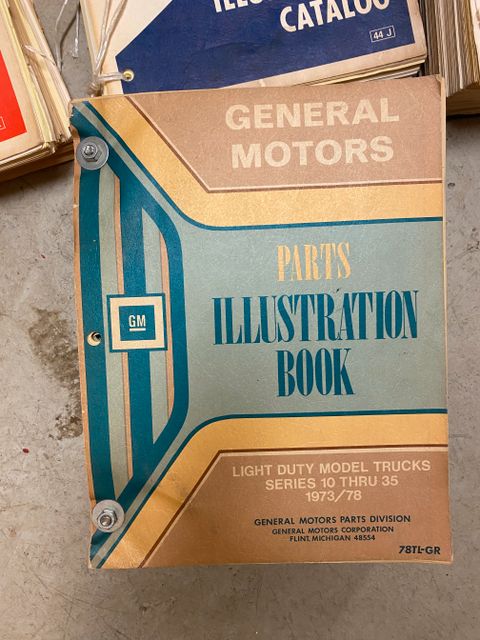 CATALOG
44 J
GENERAL
MOTORS
GM
PARTS
ILLUSTRATION
BOOK
LIGHT DUTY MODEL TRUCKS
SERIES 10 THRU 35
1973/78
GENERAL MOTORS PARTS DIVISION
GENERAL MOTORS CORPORATION
FLINT, MICHIGAN 48554
78TL-GR